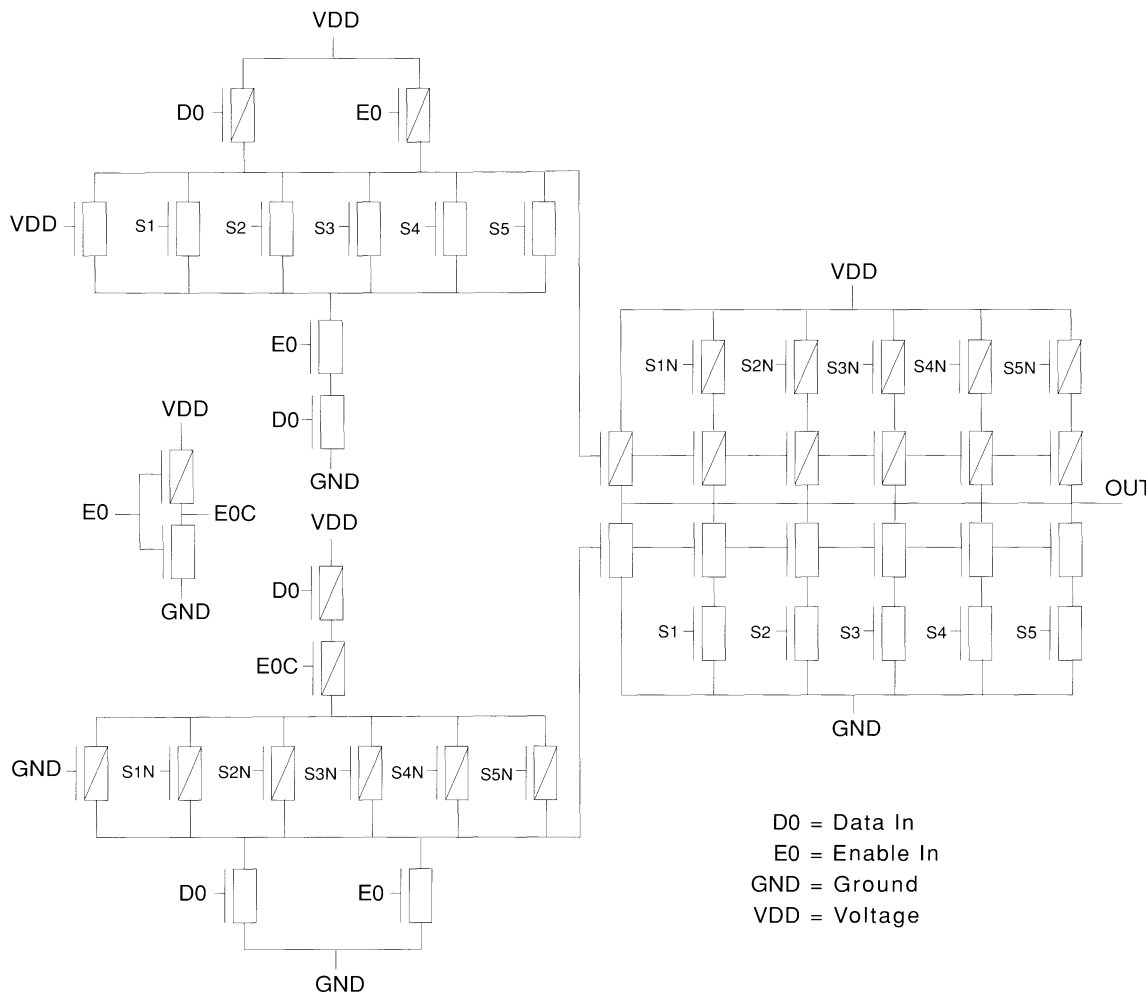 VDD
D0 E0
VDD S1 S2 S3 S4 S5
E0
D0
GND
VDD
E0 E0C
GND
VDD
D0
E0C
GND S1N S2N S3N S4N S5N
D0 E0
GND
VDD
S1N S2N S3N S4N S5N
OUT
S1 S2 S3 S4 S5
GND
D0 = Data In
E0 = Enable In
GND = Ground
VDD = Voltage